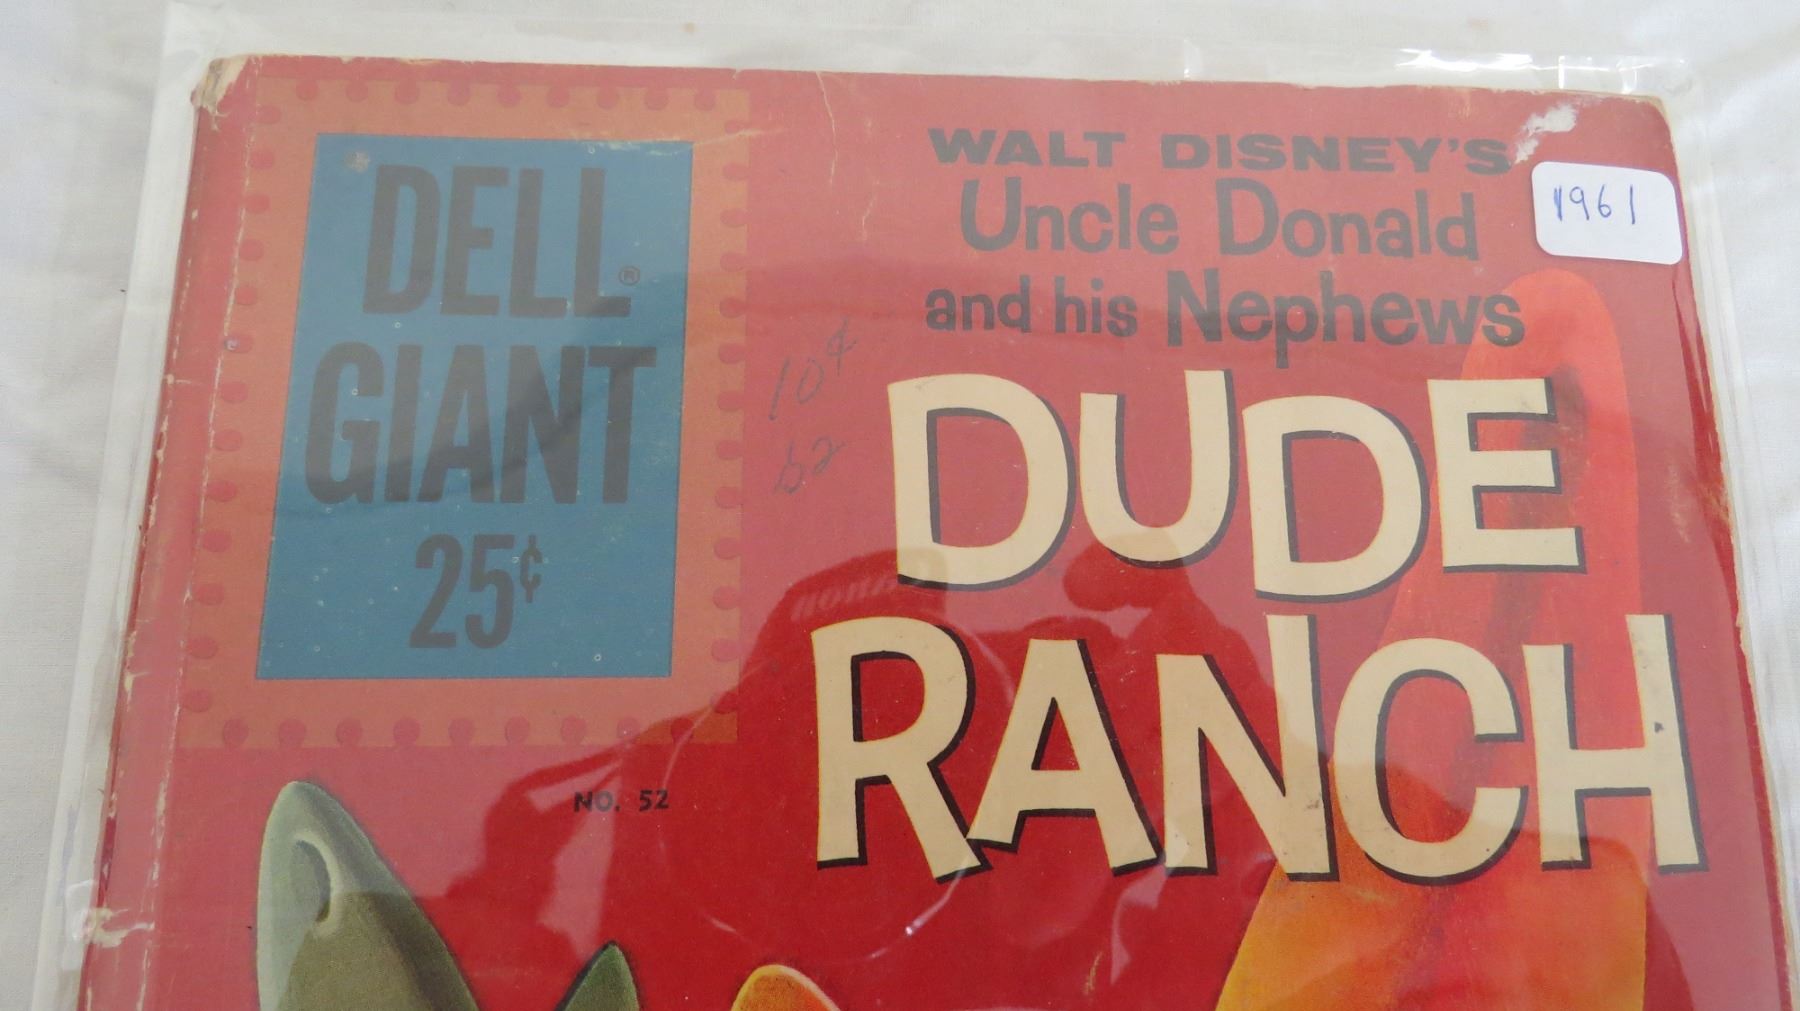 DELL
GIANT®
25¢
WALT DISNEY'S
Uncle Donald
and his Nephews
1961
10¢
62
DUDE
RANCH
NO. 52